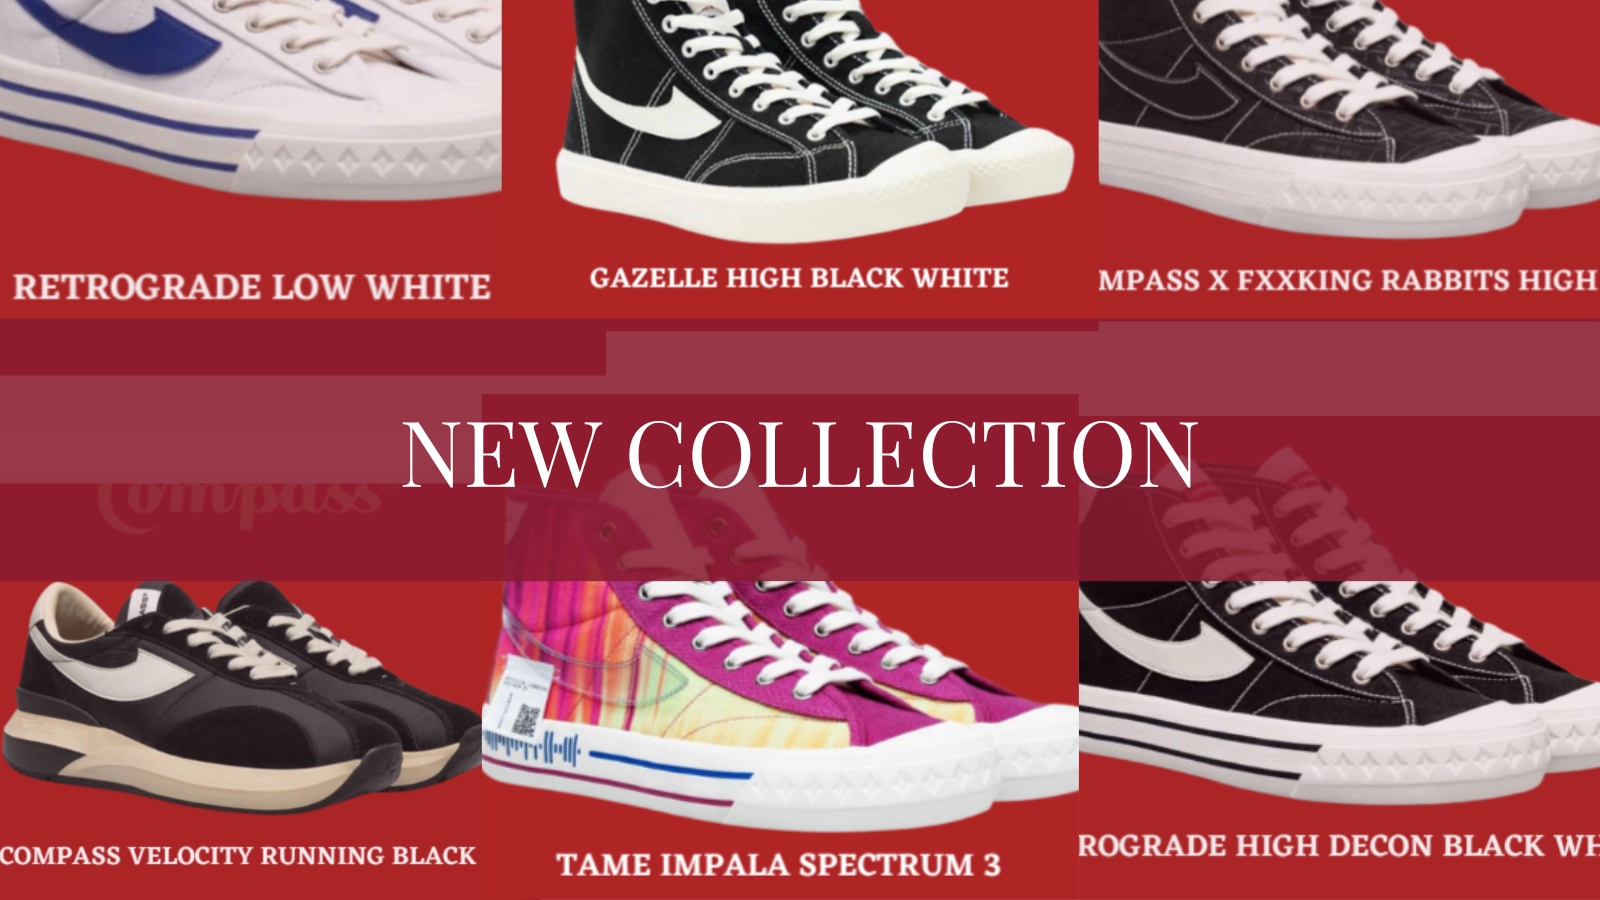 RETROGRADE LOW WHITE
GAZELLE HIGH BLACK WHITE
MPASS X FXXKING RABBITS HIGH
NEW COLLECTION
Compass
COMPASS VELOCITY RUNNING BLACK
TAME IMPALA SPECTRUM 3
ROGRADE HIGH DECON BLACK WH